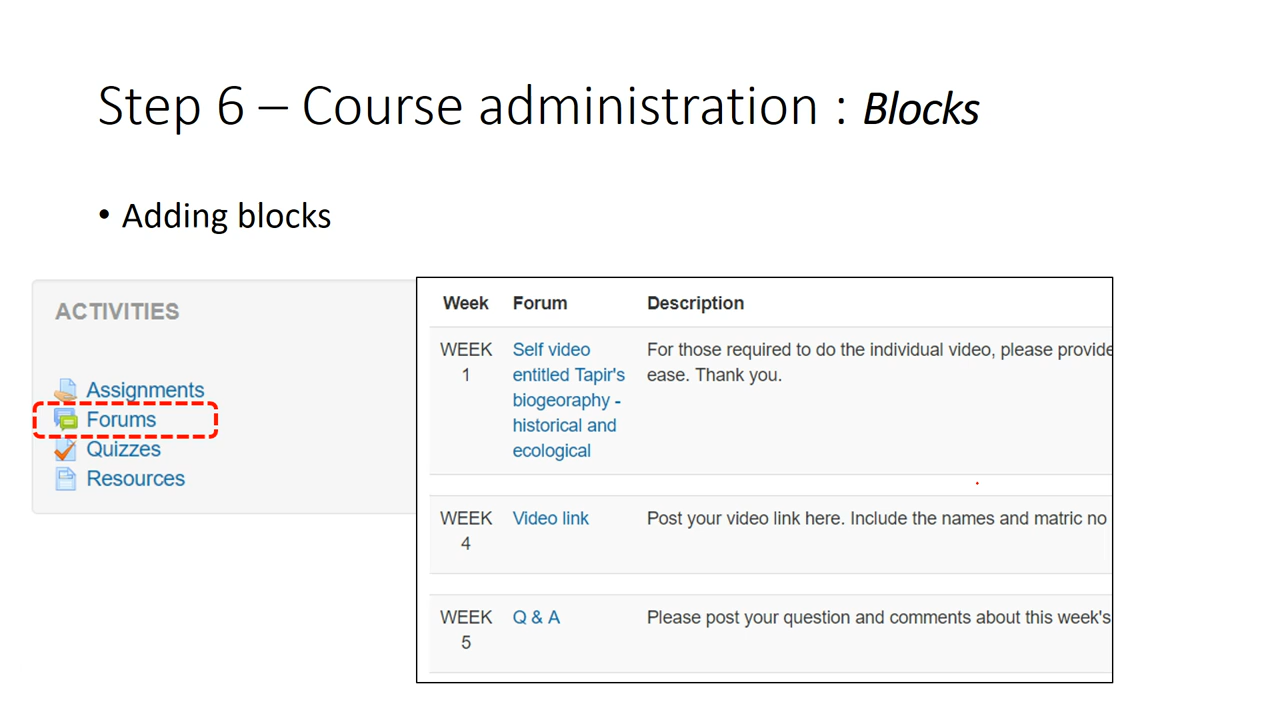 Step 6 – Course administration : Blocks
• Adding blocks
ACTIVITIES
Assignments
Forums
Quizzes
Resources
Week Forum Description
WEEK 1 Self video entitled Tapir's biogeoraphy - historical and ecological
For those required to do the individual video, please provide
ease. Thank you.
WEEK 4 Video link Post your video link here. Include the names and matric no
WEEK 5 Q & A Please post your question and comments about this week's